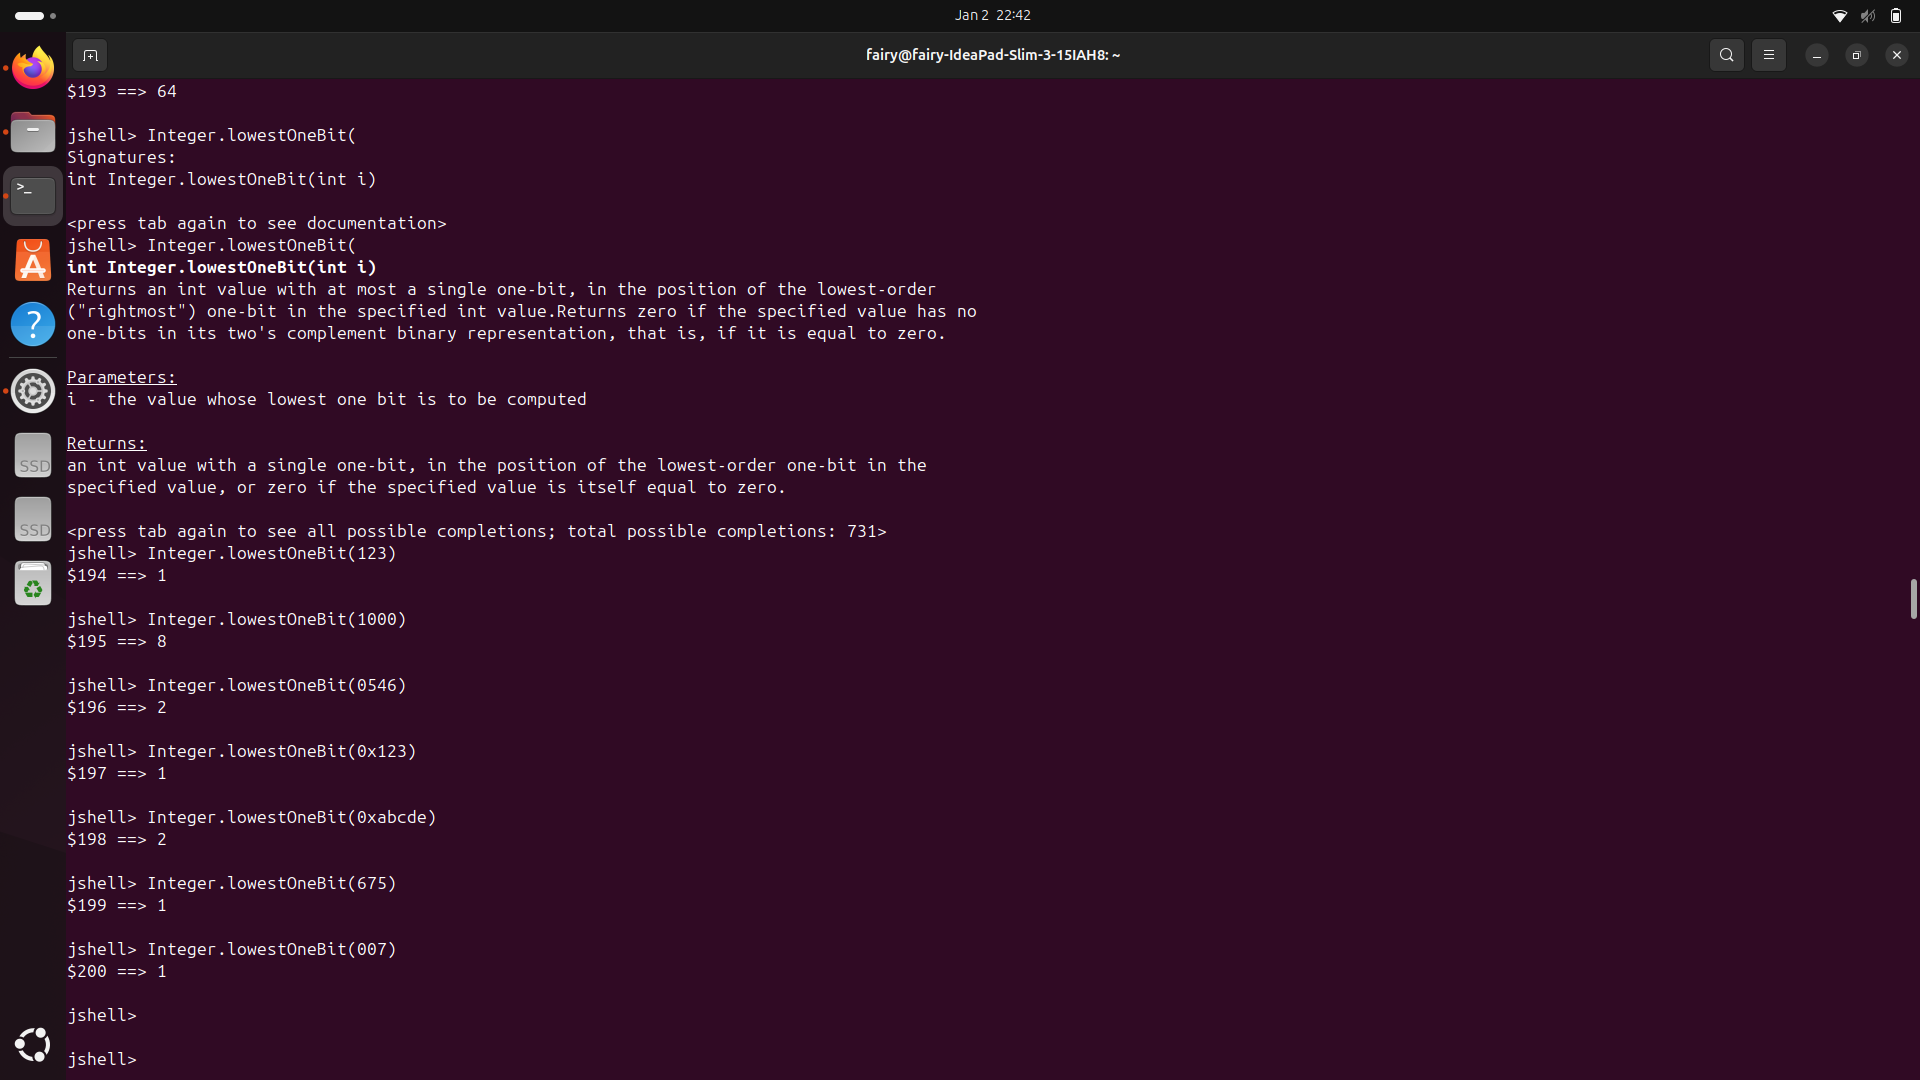 Jan 2 22:42
fairy@fairy-IdeaPad-Slim-3-15IAH8: ~
$193 ==> 64
jshell> Integer.lowestOneBit(
Signatures:
int Integer.lowestOneBit(int i)
<press tab again to see documentation>
jshell> Integer.lowestOneBit(
int Integer.lowestOneBit(int i)
Returns an int value with at most a single one-bit, in the position of the lowest-order
("rightmost") one-bit in the specified int value.Returns zero if the specified value has no
one-bits in its two's complement binary representation, that is, if it is equal to zero.
Parameters:
i - the value whose lowest one bit is to be computed
Returns:
an int value with a single one-bit, in the position of the lowest-order one-bit in the
specified value, or zero if the specified value is itself equal to zero.
<press tab again to see all possible completions; total possible completions: 731>
jshell> Integer.lowestOneBit(123)
$194 ==> 1
jshell> Integer.lowestOneBit(1000)
$195 ==> 8
jshell> Integer.lowestOneBit(0546)
$196 ==> 2
jshell> Integer.lowestOneBit(0x123)
$197 ==> 1
jshell> Integer.lowestOneBit(0xabcde)
$198 ==> 2
jshell> Integer.lowestOneBit(675)
$199 ==> 1
jshell> Integer.lowestOneBit(007)
$200 ==> 1
jshell>
jshell>
>_
?
SSD
SSD